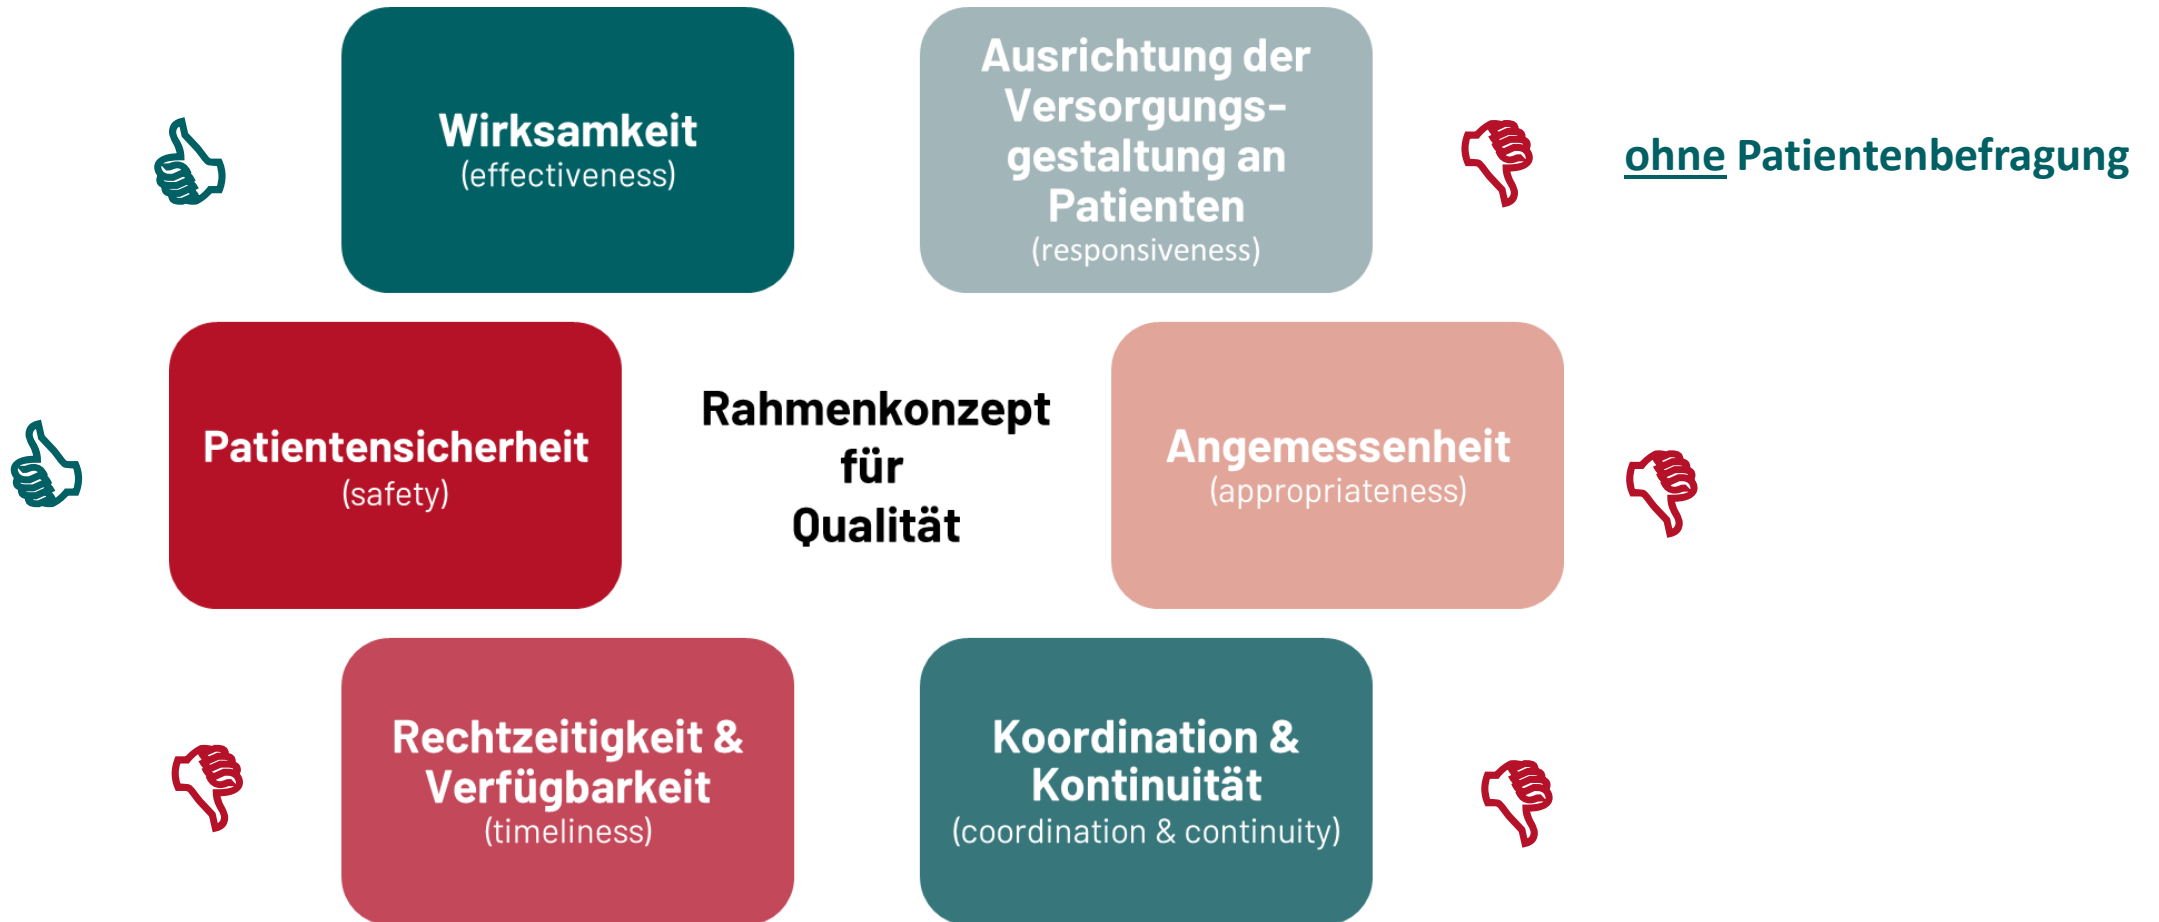 Wirksamkeit
(effectiveness)
Ausrichtung der
Versorgungs-
gestaltung an
Patienten
(responsiveness)
ohne Patientenbefragung
Patientensicherheit
(safety)
Rahmenkonzept
für
Qualität
Angemessenheit
(appropriateness)
Rechtzeitigkeit &
Verfügbarkeit
(timeliness)
Koordination &
Kontinuität
(coordination & continuity)